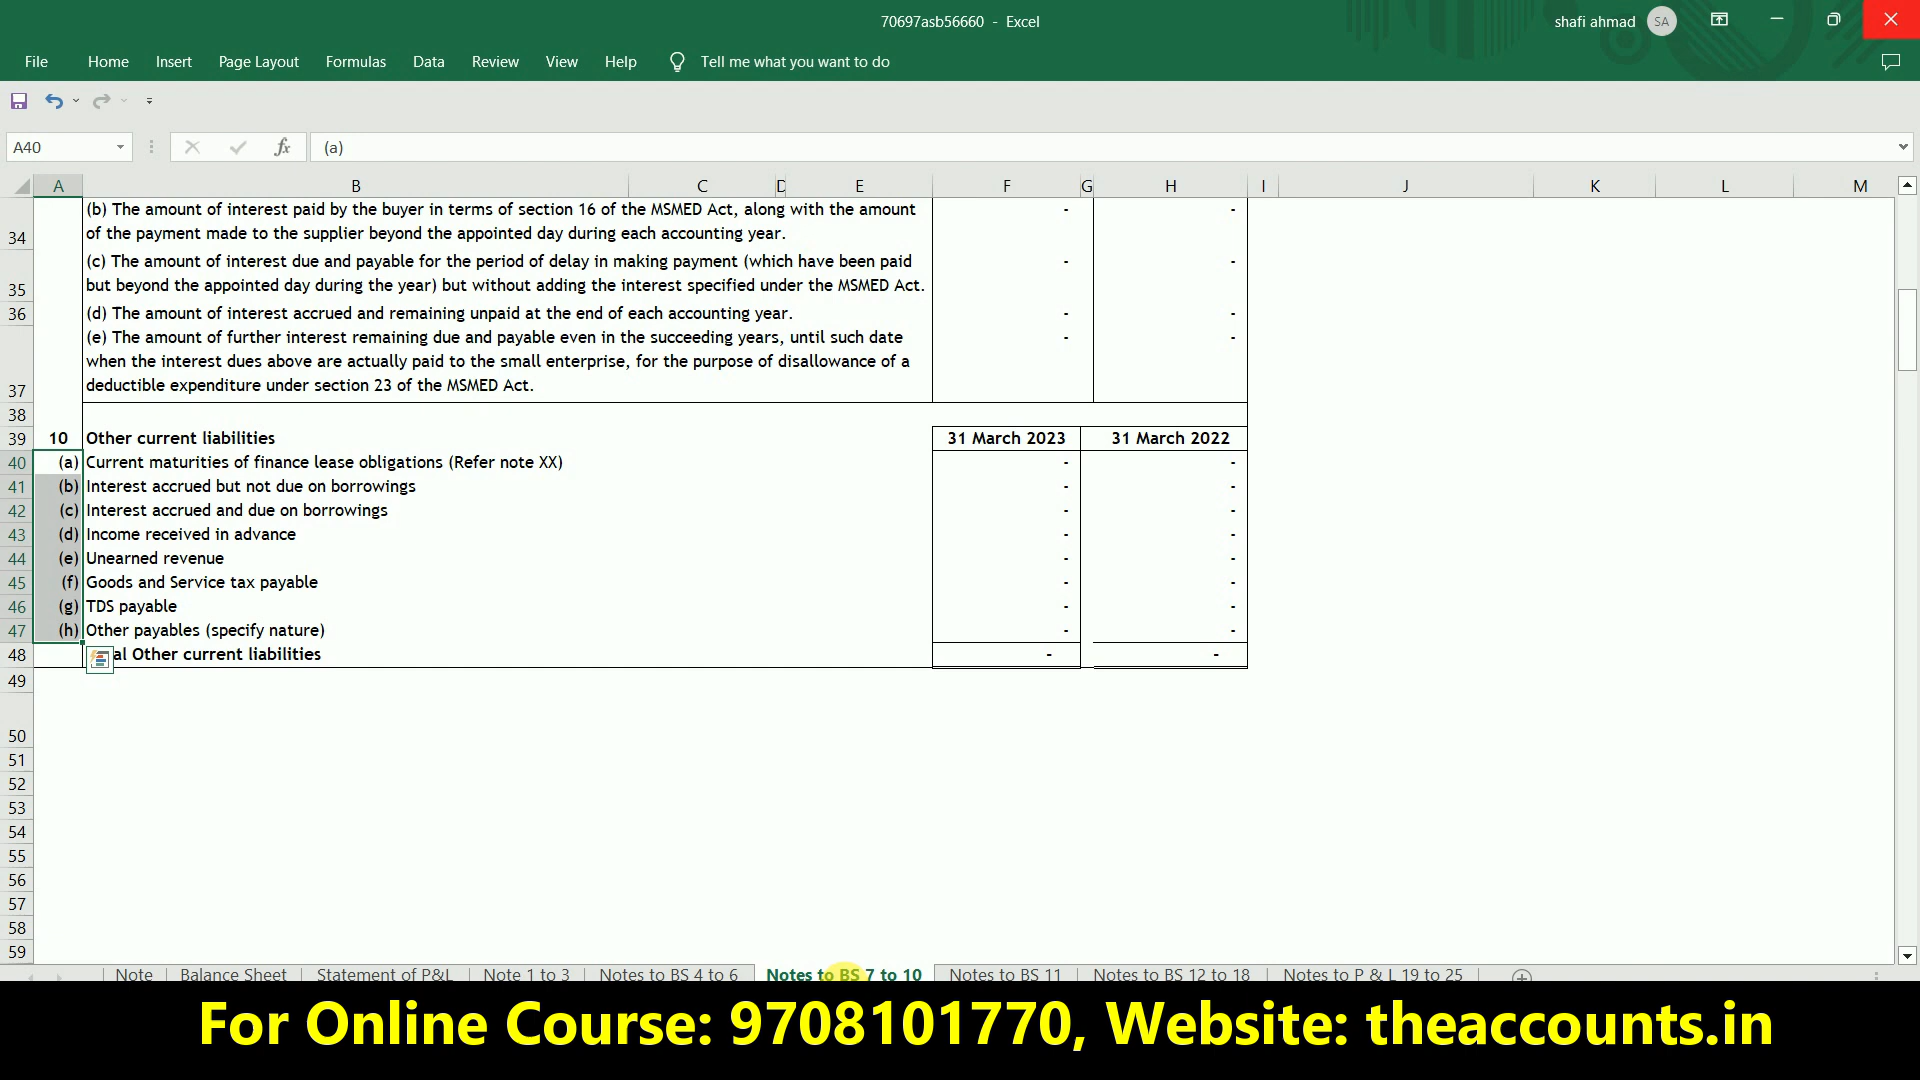 70697asb56660 - Excel
shafi ahmad SA
File Home Insert Page Layout Formulas Data Review View Help Tell me what you want to do
A40 fx (a)
A B C D E F G H I J K L M
34 (b) The amount of interest paid by the buyer in terms of section 16 of the MSMED Act, along with the amount - -
of the payment made to the supplier beyond the appointed day during each accounting year.
35 (c) The amount of interest due and payable for the period of delay in making payment (which have been paid - -
but beyond the appointed day during the year) but without adding the interest specified under the MSMED Act.
36 (d) The amount of interest accrued and remaining unpaid at the end of each accounting year. - -
37 (e) The amount of further interest remaining due and payable even in the succeeding years, until such date - -
when the interest dues above are actually paid to the small enterprise, for the purpose of disallowance of a
deductible expenditure under section 23 of the MSMED Act.
38
39 10 Other current liabilities 31 March 2023 31 March 2022
40 (a) Current maturities of finance lease obligations (Refer note XX) - -
41 (b) Interest accrued but not due on borrowings - -
42 (c) Interest accrued and due on borrowings - -
43 (d) Income received in advance - -
44 (e) Unearned revenue - -
45 (f) Goods and Service tax payable - -
46 (g) TDS payable - -
47 (h) Other payables (specify nature) - -
48 al Other current liabilities - -
49
50
51
52
53
54
55
56
57
58
59
Note Balance Sheet Statement of P&L Note 1 to 3 Notes to BS 4 to 6 Notes to BS 7 to 10 Notes to BS 11 Notes to BS 12 to 18 Notes to P & L 19 to 25
For Online Course: 9708101770, Website: theaccounts.in